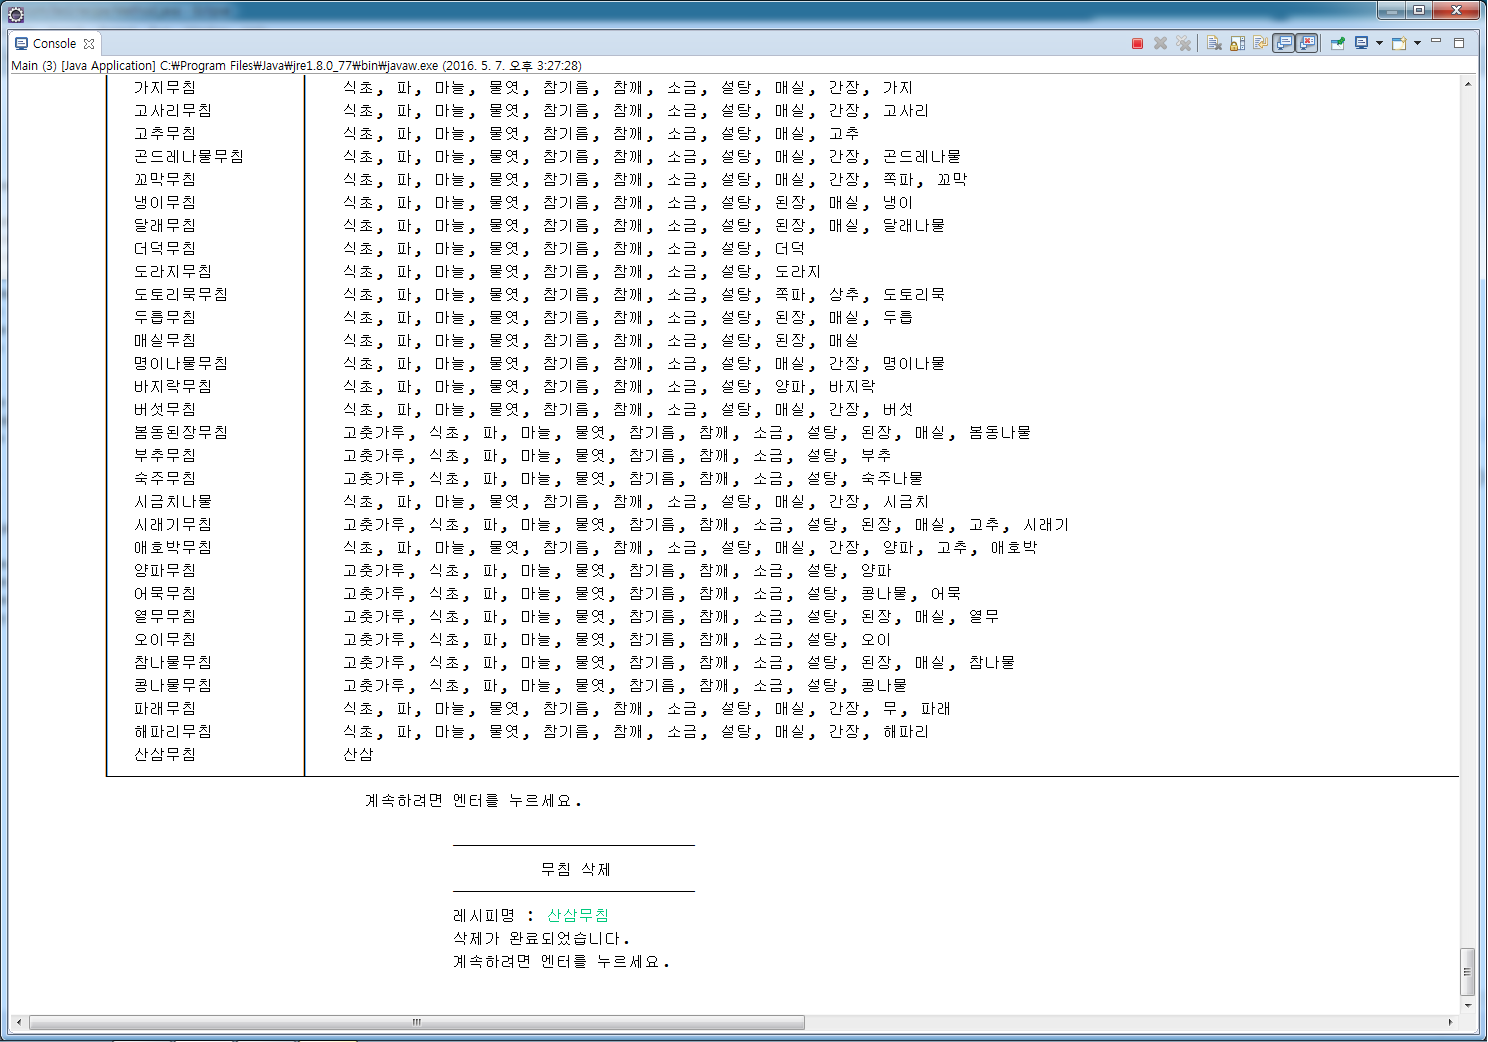 Console
Main (3) [Java Application] C:₩Program Files₩Java₩jre1.8.0_77₩bin₩javaw.exe (2016. 5. 7. 오후 3:27:28)
가지무침 식초, 파, 마늘, 물엿, 참기름, 참깨, 소금, 설탕, 매실, 간장, 가지
고사리무침 식초, 파, 마늘, 물엿, 참기름, 참깨, 소금, 설탕, 매실, 간장, 고사리
고추무침 식초, 파, 마늘, 물엿, 참기름, 참깨, 소금, 설탕, 매실, 고추
곤드레나물무침 식초, 파, 마늘, 물엿, 참기름, 참깨, 소금, 설탕, 매실, 간장, 곤드레나물
꼬막무침 식초, 파, 마늘, 물엿, 참기름, 참깨, 소금, 설탕, 매실, 간장, 쪽파, 꼬막
냉이무침 식초, 파, 마늘, 물엿, 참기름, 참깨, 소금, 설탕, 된장, 매실, 냉이
달래무침 식초, 파, 마늘, 물엿, 참기름, 참깨, 소금, 설탕, 된장, 매실, 달래나물
더덕무침 식초, 파, 마늘, 물엿, 참기름, 참깨, 소금, 설탕, 더덕
도라지무침 식초, 파, 마늘, 물엿, 참기름, 참깨, 소금, 설탕, 도라지
도토리묵무침 식초, 파, 마늘, 물엿, 참기름, 참깨, 소금, 설탕, 쪽파, 상추, 도토리묵
두릅무침 식초, 파, 마늘, 물엿, 참기름, 참깨, 소금, 설탕, 된장, 매실, 두릅
매실무침 식초, 파, 마늘, 물엿, 참기름, 참깨, 소금, 설탕, 된장, 매실
명이나물무침 식초, 파, 마늘, 물엿, 참기름, 참깨, 소금, 설탕, 매실, 간장, 명이나물
바지락무침 식초, 파, 마늘, 물엿, 참기름, 참깨, 소금, 설탕, 양파, 바지락
버섯무침 식초, 파, 마늘, 물엿, 참기름, 참깨, 소금, 설탕, 매실, 간장, 버섯
봄동된장무침 고춧가루, 식초, 파, 마늘, 물엿, 참기름, 참깨, 소금, 설탕, 된장, 매실, 봄동나물
부추무침 고춧가루, 식초, 파, 마늘, 물엿, 참기름, 참깨, 소금, 설탕, 부추
숙주무침 고춧가루, 식초, 파, 마늘, 물엿, 참기름, 참깨, 소금, 설탕, 숙주나물
시금치나물 식초, 파, 마늘, 물엿, 참기름, 참깨, 소금, 설탕, 매실, 간장, 시금치
시래기무침 고춧가루, 식초, 파, 마늘, 물엿, 참기름, 참깨, 소금, 설탕, 된장, 매실, 고추, 시래기
애호박무침 식초, 파, 마늘, 물엿, 참기름, 참깨, 소금, 설탕, 매실, 간장, 양파, 고추, 애호박
양파무침 고춧가루, 식초, 파, 마늘, 물엿, 참기름, 참깨, 소금, 설탕, 양파
어묵무침 고춧가루, 식초, 파, 마늘, 물엿, 참기름, 참깨, 소금, 설탕, 콩나물, 어묵
열무무침 고춧가루, 식초, 파, 마늘, 물엿, 참기름, 참깨, 소금, 설탕, 된장, 매실, 열무
오이무침 고춧가루, 식초, 파, 마늘, 물엿, 참기름, 참깨, 소금, 설탕, 오이
참나물무침 고춧가루, 식초, 파, 마늘, 물엿, 참기름, 참깨, 소금, 설탕, 된장, 매실, 참나물
콩나물무침 고춧가루, 식초, 파, 마늘, 물엿, 참기름, 참깨, 소금, 설탕, 콩나물
파래무침 식초, 파, 마늘, 물엿, 참기름, 참깨, 소금, 설탕, 매실, 간장, 무, 파래
해파리무침 식초, 파, 마늘, 물엿, 참기름, 참깨, 소금, 설탕, 매실, 간장, 해파리
산삼무침 산삼
계속하려면 엔터를 누르세요.
무침 삭제
레시피명 : 산삼무침
삭제가 완료되었습니다.
계속하려면 엔터를 누르세요.